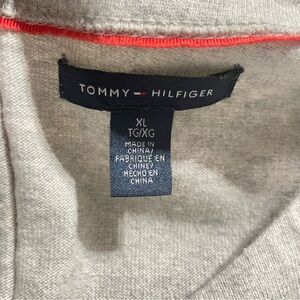 TOMMY HILFIGER
XL
TG/XG
MADE IN
CHINA/
FABRIQUÉ EN
CHINE/
HECHO EN
CHINA